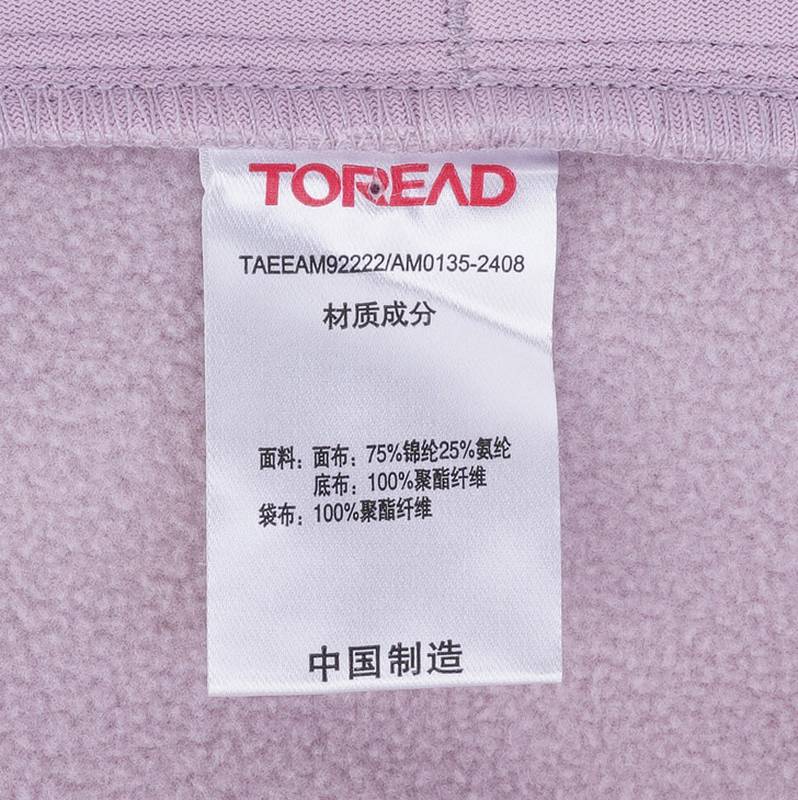 TOREAD
TAEEAM92222/AM0135-2408
材质成分
面料：面布：75%锦纶25%氨纶
底布：100%聚酯纤维
袋布：100%聚酯纤维
中国制造